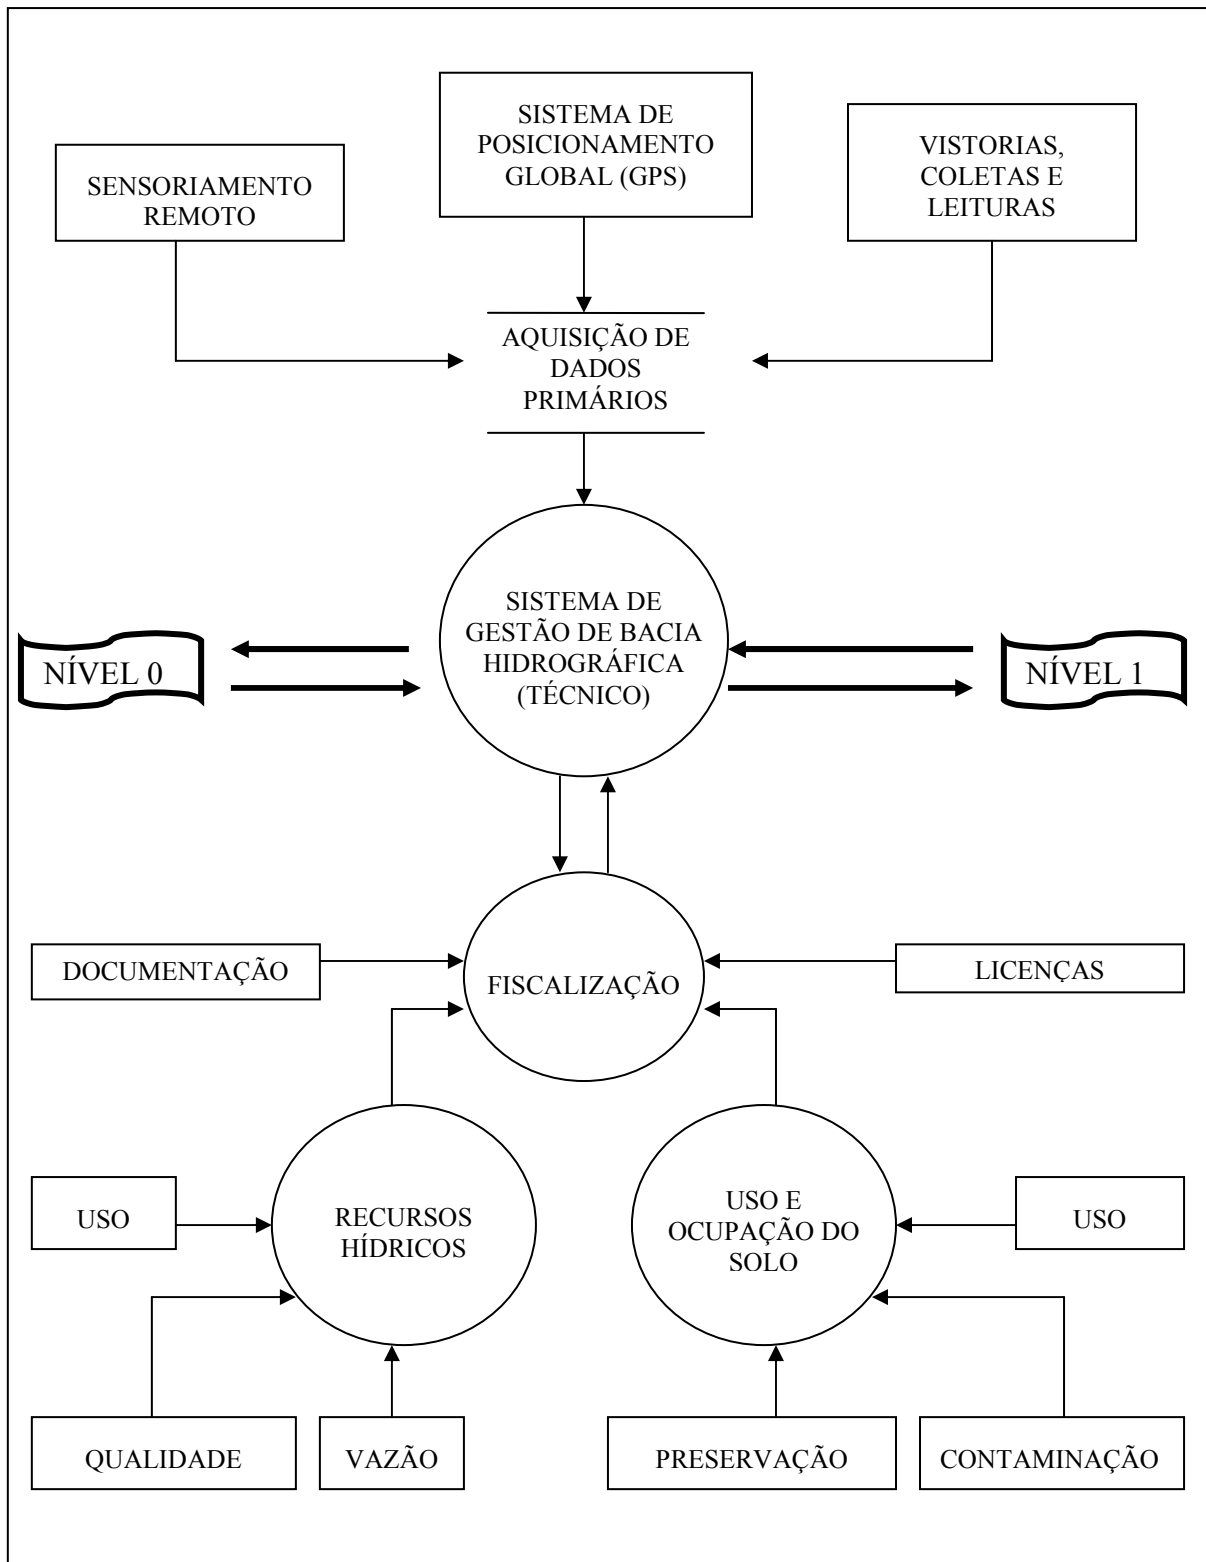 SISTEMA DE
POSICIONAMENTO
GLOBAL (GPS)
SENSORIAMENTO
REMOTO
VISTORIAS,
COLETAS E
LEITURAS
AQUISIÇÃO DE
DADOS
PRIMÁRIOS
SISTEMA DE
GESTÃO DE BACIA
HIDROGRÁFICA
(TÉCNICO)
NÍVEL 0
NÍVEL 1
DOCUMENTAÇÃO
FISCALIZAÇÃO
LICENÇAS
USO
RECURSOS
HÍDRICOS
USO E
OCUPAÇÃO DO
SOLO
USO
QUALIDADE
VAZÃO
PRESERVAÇÃO
CONTAMINAÇÃO